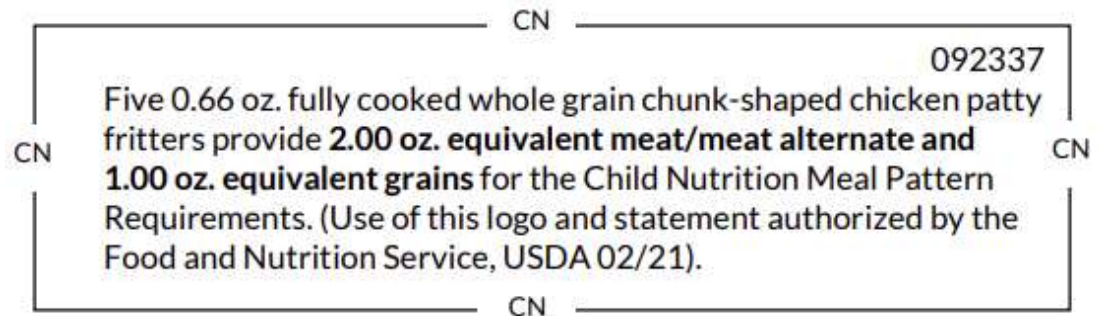 CN
092337
Five 0.66 oz. fully cooked whole grain chunk-shaped chicken patty
CN fritters provide 2.00 oz. equivalent meat/meat alternate and CN
1.00 oz. equivalent grains for the Child Nutrition Meal Pattern
Requirements. (Use of this logo and statement authorized by the
Food and Nutrition Service, USDA 02/21).
CN